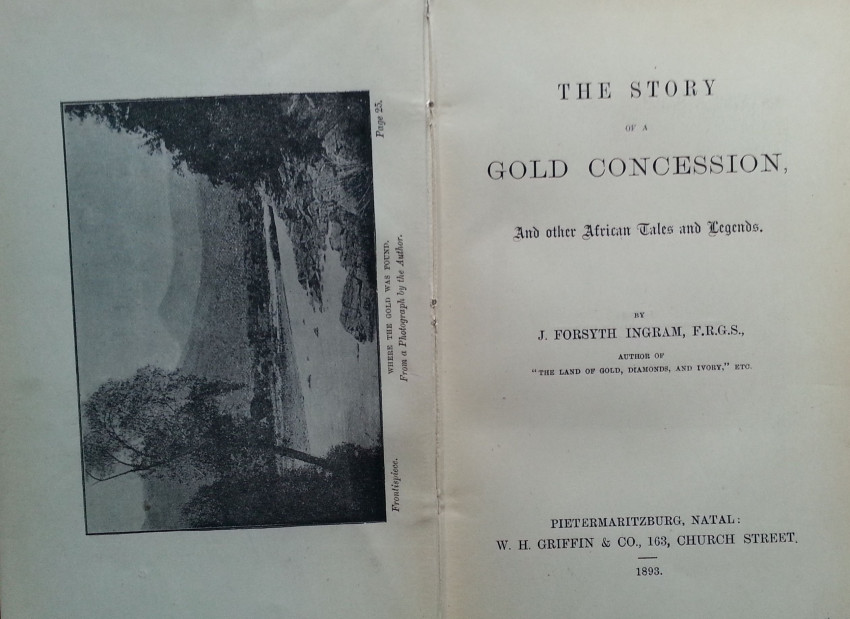 Frontispiece.
Page 25.
WHERE THE GOLD WAS FOUND.
From a Photograph by the Author.
THE STORY
OF A
GOLD CONCESSION,
And other African Tales and Legends.
BY
J. FORSYTH INGRAM, F.R.G.S.,
AUTHOR OF
"THE LAND OF GOLD, DIAMONDS, AND IVORY," ETC.
PIETERMARITZBURG, NATAL:
W. H. GRIFFIN & CO., 163, CHURCH STREET.
1893.